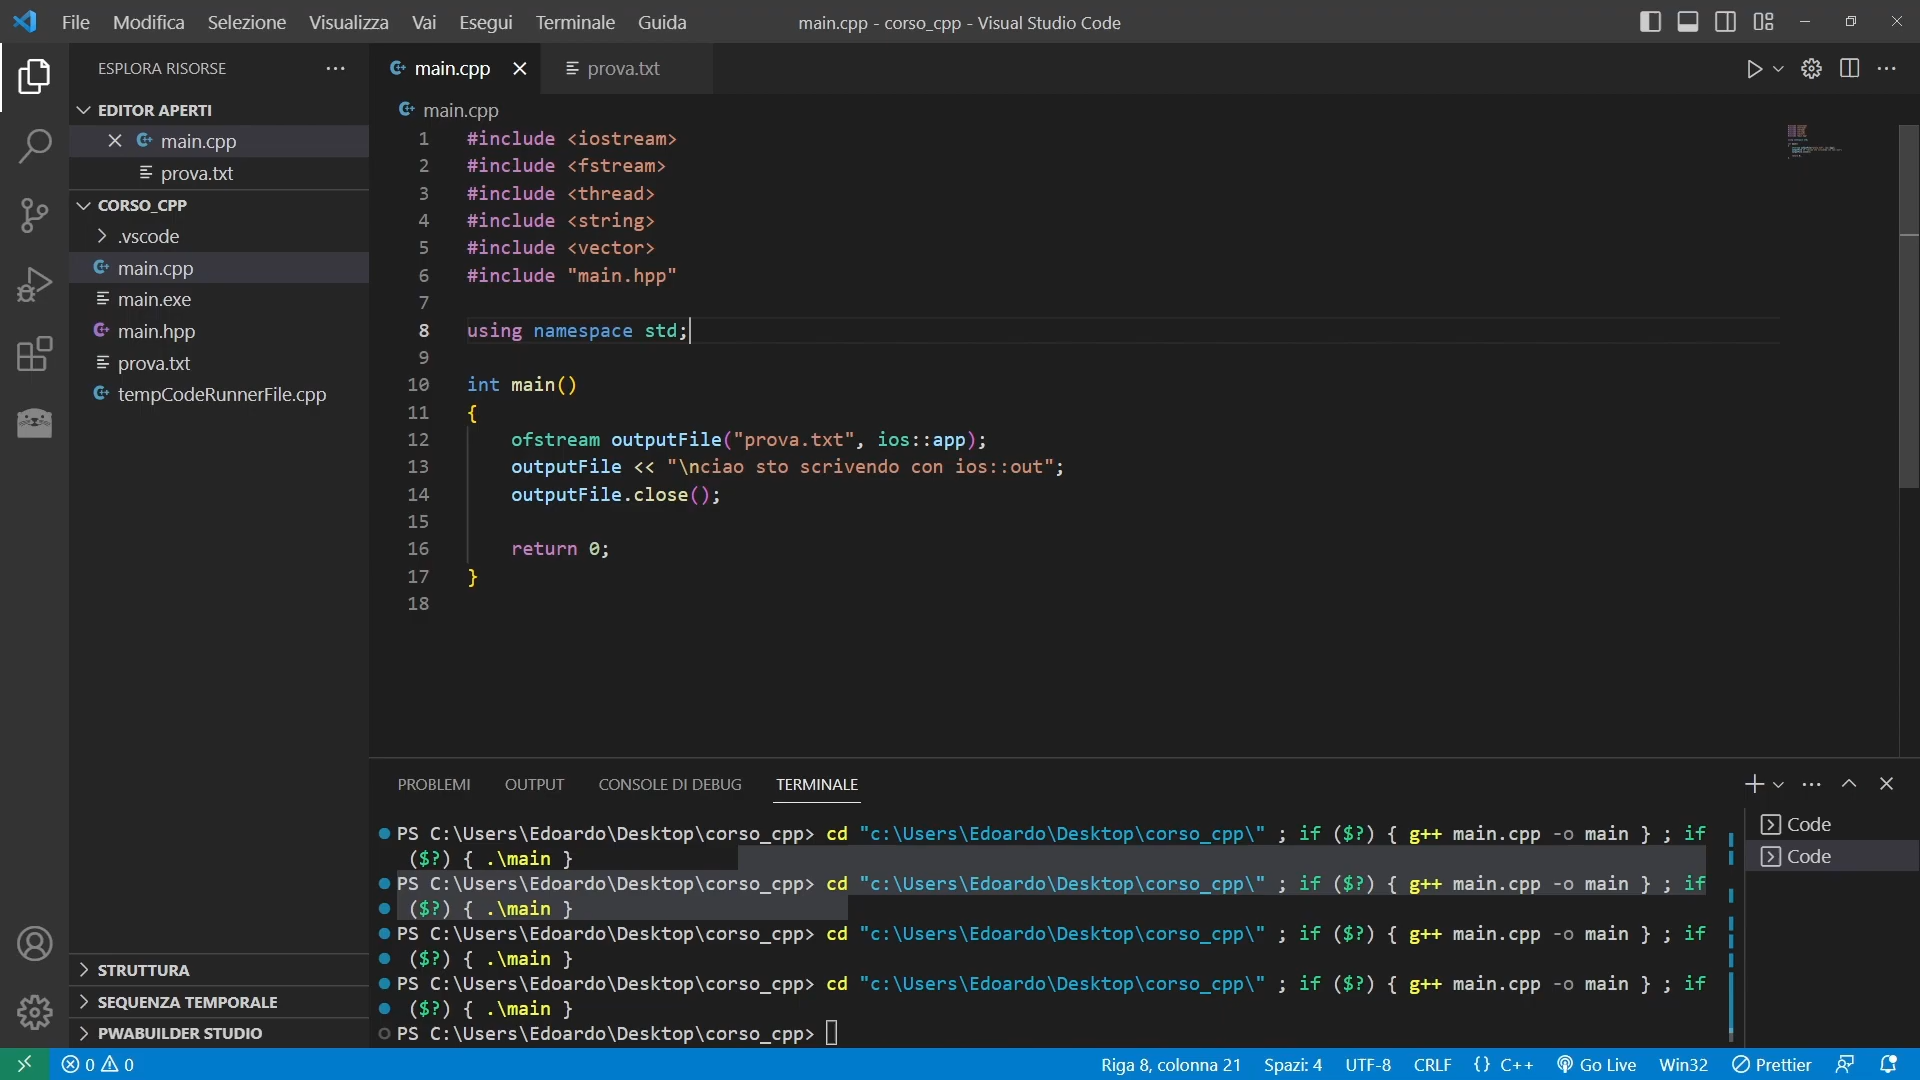 File Modifica Selezione Visualizza Vai Esegui Terminale Guida
main.cpp - corso_cpp - Visual Studio Code
ESPLORA RISORSE
EDITOR APERTI
main.cpp
prova.txt
CORSO_CPP
.vscode
main.cpp
main.exe
main.hpp
prova.txt
tempCodeRunnerFile.cpp
STRUTTURA
SEQUENZA TEMPORALE
PWABUILDER STUDIO
main.cpp prova.txt
main.cpp
1 #include <iostream>
2 #include <fstream>
3 #include <thread>
4 #include <string>
5 #include <vector>
6 #include "main.hpp"
7
8 using namespace std;
9
10 int main()
11 {
12 ofstream outputFile("prova.txt", ios::app);
13 outputFile << "\nciao sto scrivendo con ios::out";
14 outputFile.close();
15
16 return 0;
17 }
18
PROBLEMI OUTPUT CONSOLE DI DEBUG TERMINALE
PS C:\Users\Edoardo\Desktop\corso_cpp> cd "c:\Users\Edoardo\Desktop\corso_cpp\" ; if ($?) { g++ main.cpp -o main } ; if
($?) { .\main }
PS C:\Users\Edoardo\Desktop\corso_cpp> cd "c:\Users\Edoardo\Desktop\corso_cpp\" ; if ($?) { g++ main.cpp -o main } ; if
($?) { .\main }
PS C:\Users\Edoardo\Desktop\corso_cpp> cd "c:\Users\Edoardo\Desktop\corso_cpp\" ; if ($?) { g++ main.cpp -o main } ; if
($?) { .\main }
PS C:\Users\Edoardo\Desktop\corso_cpp> cd "c:\Users\Edoardo\Desktop\corso_cpp\" ; if ($?) { g++ main.cpp -o main } ; if
($?) { .\main }
PS C:\Users\Edoardo\Desktop\corso_cpp>
Code
Code
0 0
Riga 8, colonna 21 Spazi: 4 UTF-8 CRLF {} C++ Go Live Win32 Prettier